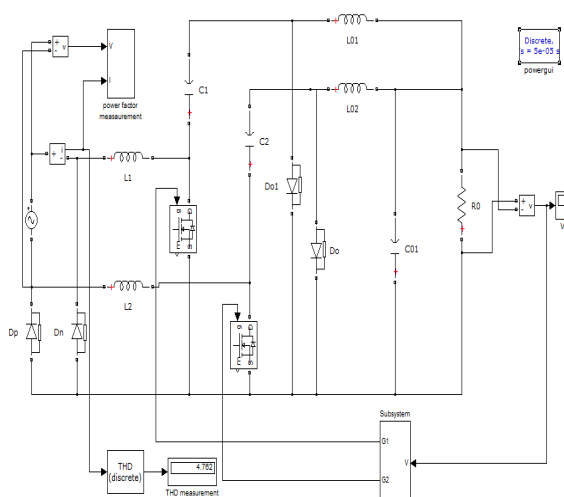 L01
Discrete,
s = 5e-05 s
powergui
+
-
v
V
I
power factor
measaurement
C1
L02
C2
+
-
i
L1
Do1
R0
+
-
v
V
Do
C01
L2
Dp
Dn
Subsystem
G1
G2
V
THD
(discrete)
4.762
THD measurement